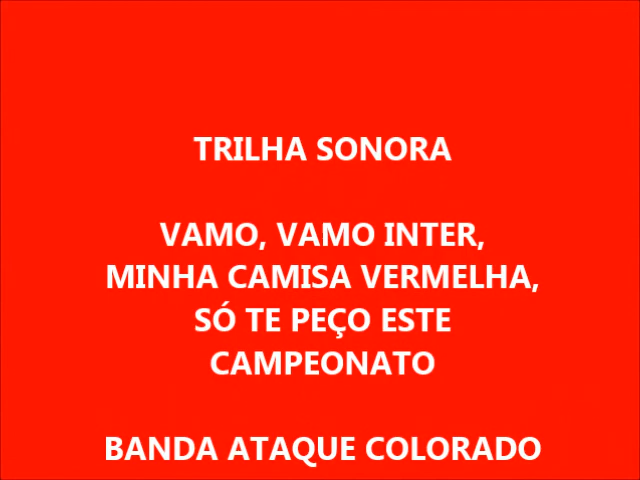 TRILHA SONORA
VAMO, VAMO INTER,
MINHA CAMISA VERMELHA,
SÓ TE PEÇO ESTE
CAMPEONATO
BANDA ATAQUE COLORADO